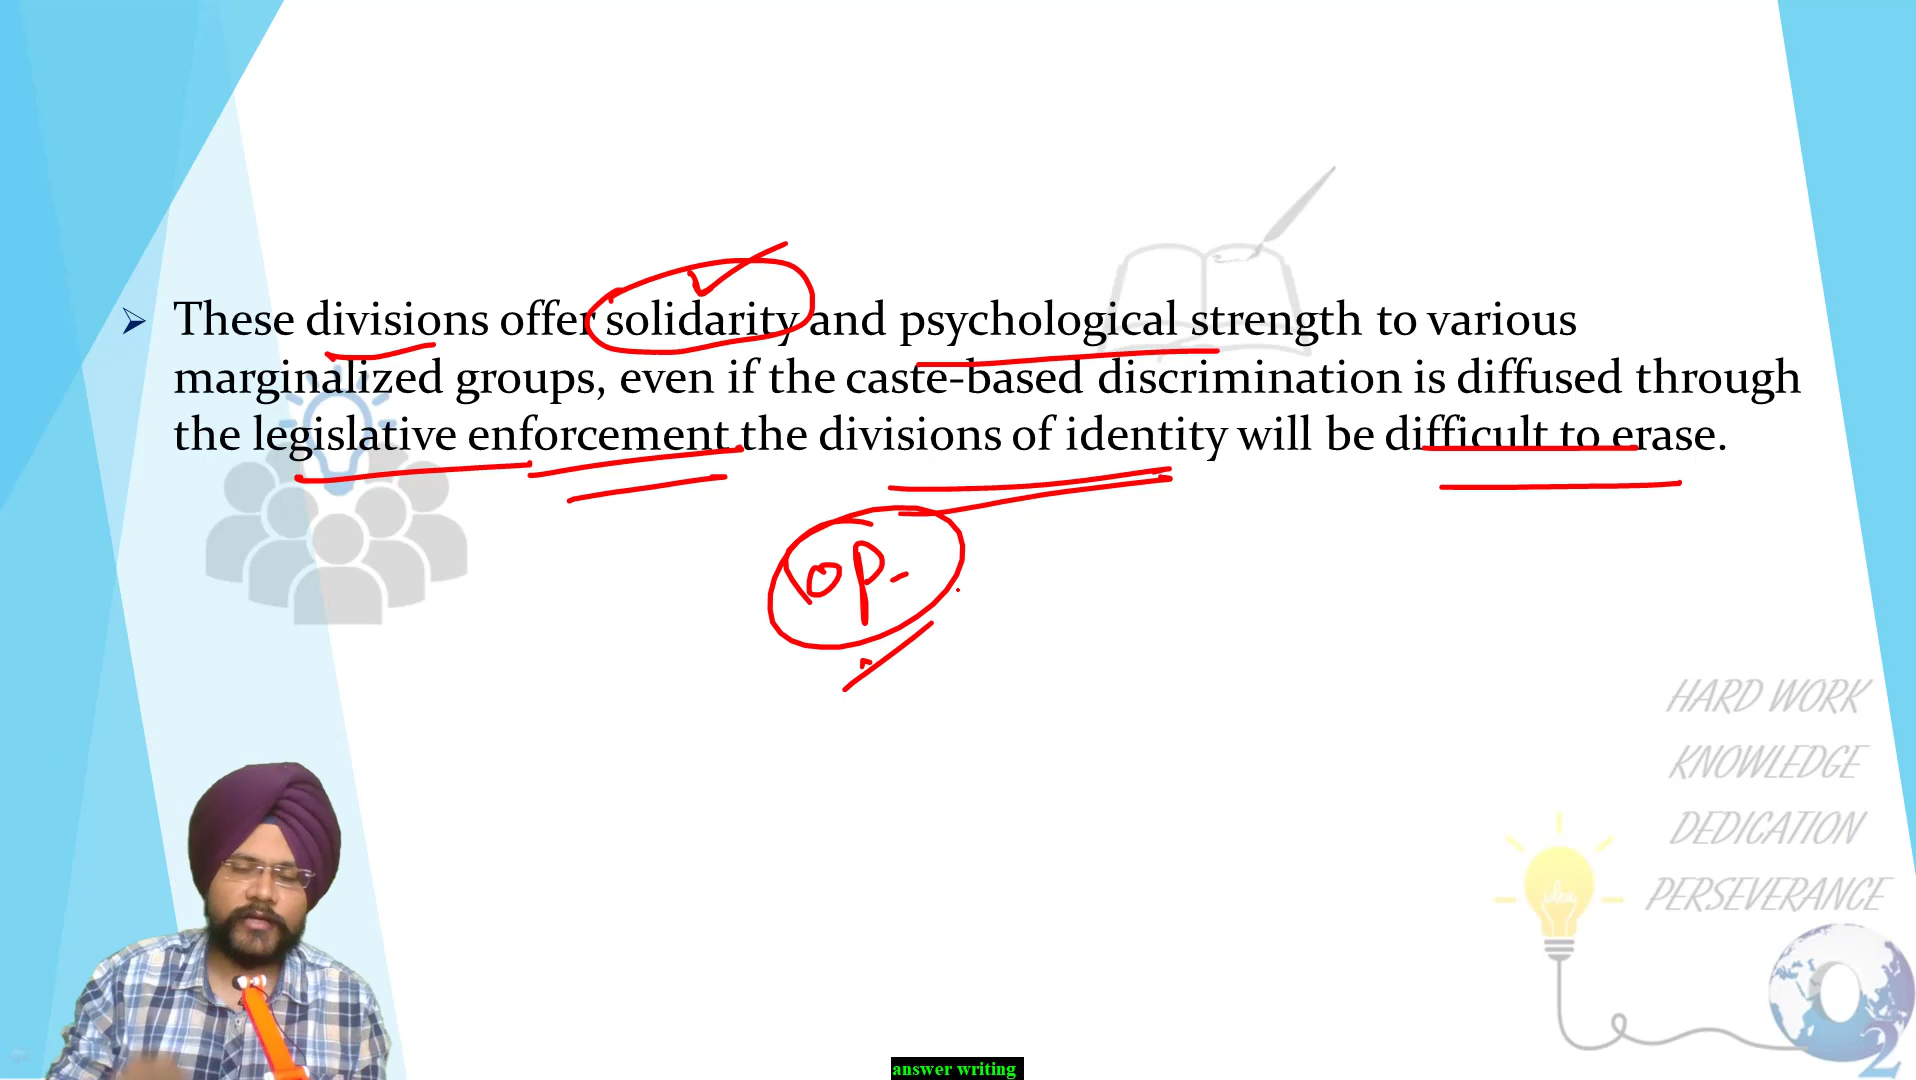 These divisions offer solidarity and psychological strength to various
marginalized groups, even if the caste-based discrimination is diffused through
the legislative enforcement the divisions of identity will be difficult to erase.
op-
HARD WORK
KNOWLEDGE
DEDICATION
PERSEVERANCE
idea
O2
answer writing